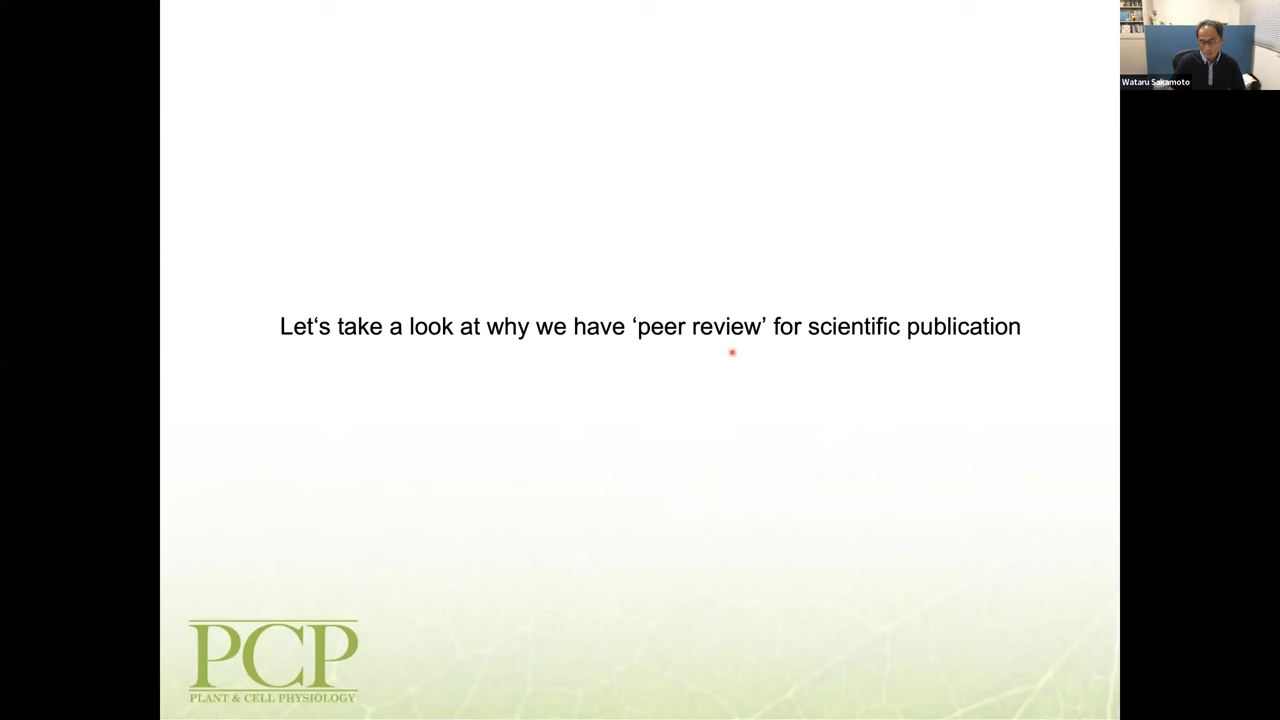 Wataru Sakamoto
Let‘s take a look at why we have ‘peer review’ for scientific publication
PCP
PLANT & CELL PHYSIOLOGY